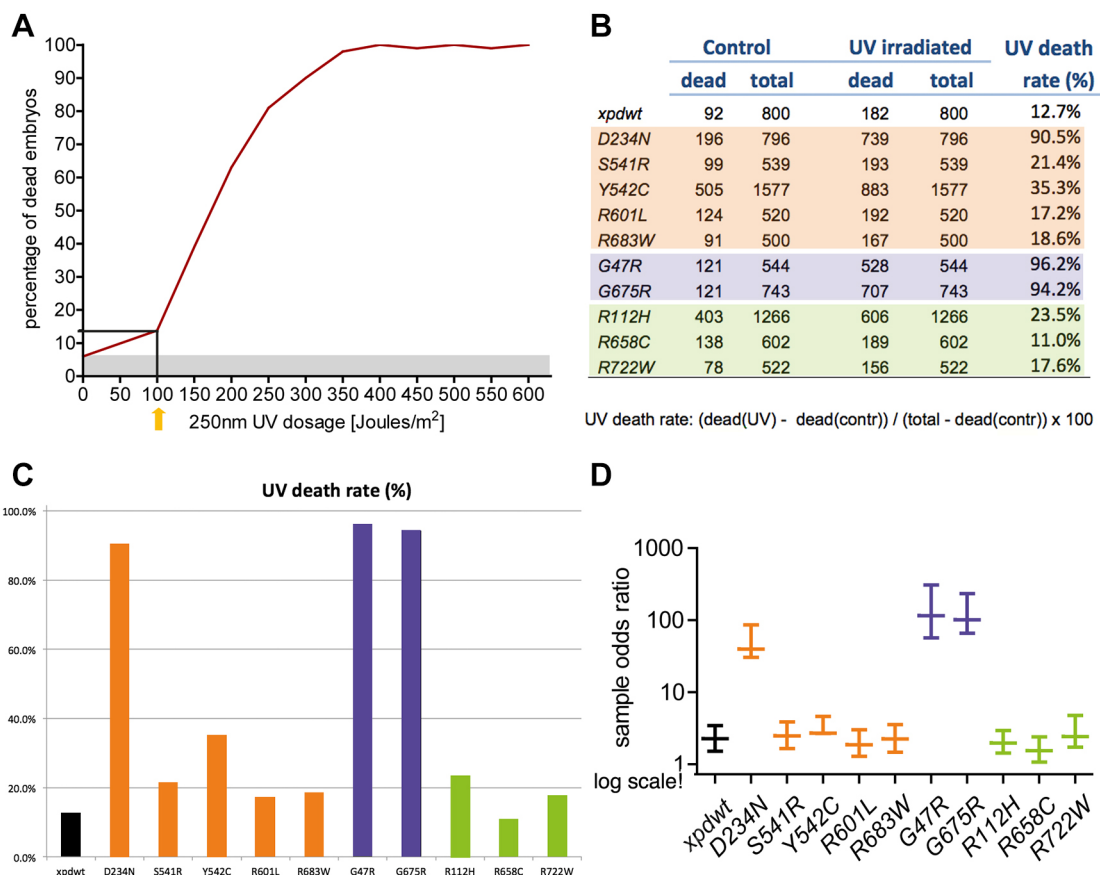 A
percentage of dead embryos
100
90
80
70
60
50
40
30
20
10
0
0 50 100 150 200 250 300 350 400 450 500 550 600
250nm UV dosage [Joules/m²]
B
Control UV irradiated UV death
dead total dead total rate (%)
xpdwt 92 800 182 800 12.7%
D234N 196 796 739 796 90.5%
S541R 99 539 193 539 21.4%
Y542C 505 1577 883 1577 35.3%
R601L 124 520 192 520 17.2%
R683W 91 500 167 500 18.6%
G47R 121 544 528 544 96.2%
G675R 121 743 707 743 94.2%
R112H 403 1266 606 1266 23.5%
R658C 138 602 189 602 11.0%
R722W 78 522 156 522 17.6%
UV death rate: (dead(UV) - dead(contr)) / (total - dead(contr)) x 100
C
UV death rate (%)
100.0%
80.0%
60.0%
40.0%
20.0%
0.0%
xpdwt D234N S541R Y542C R601L R683W G47R G675R R112H R658C R722W
D
sample odds ratio
1000
100
10
1
log scale!
xpdwt D234N S541R Y542C R601L R683W G47R G675R R112H R658C R722W